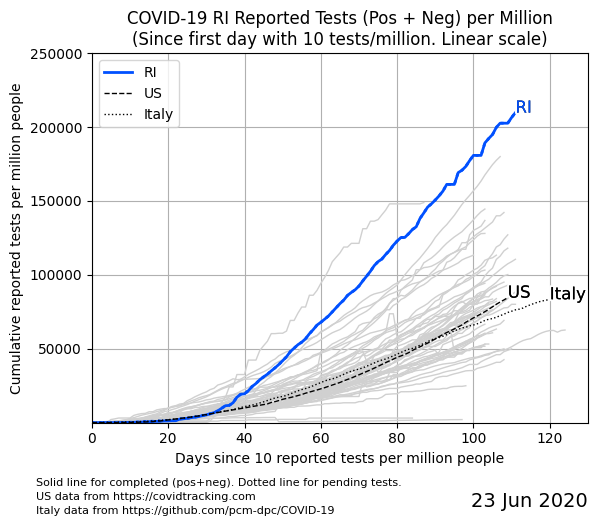 COVID-19 RI Reported Tests (Pos + Neg) per Million
(Since first day with 10 tests/million. Linear scale)
250000
200000
150000
100000
50000
Cumulative reported tests per million people
RI
US
Italy
RI
US
Italy
0 20 40 60 80 100 120
Days since 10 reported tests per million people
Solid line for completed (pos+neg). Dotted line for pending tests.
US data from https://covidtracking.com
Italy data from https://github.com/pcm-dpc/COVID-19
23 Jun 2020